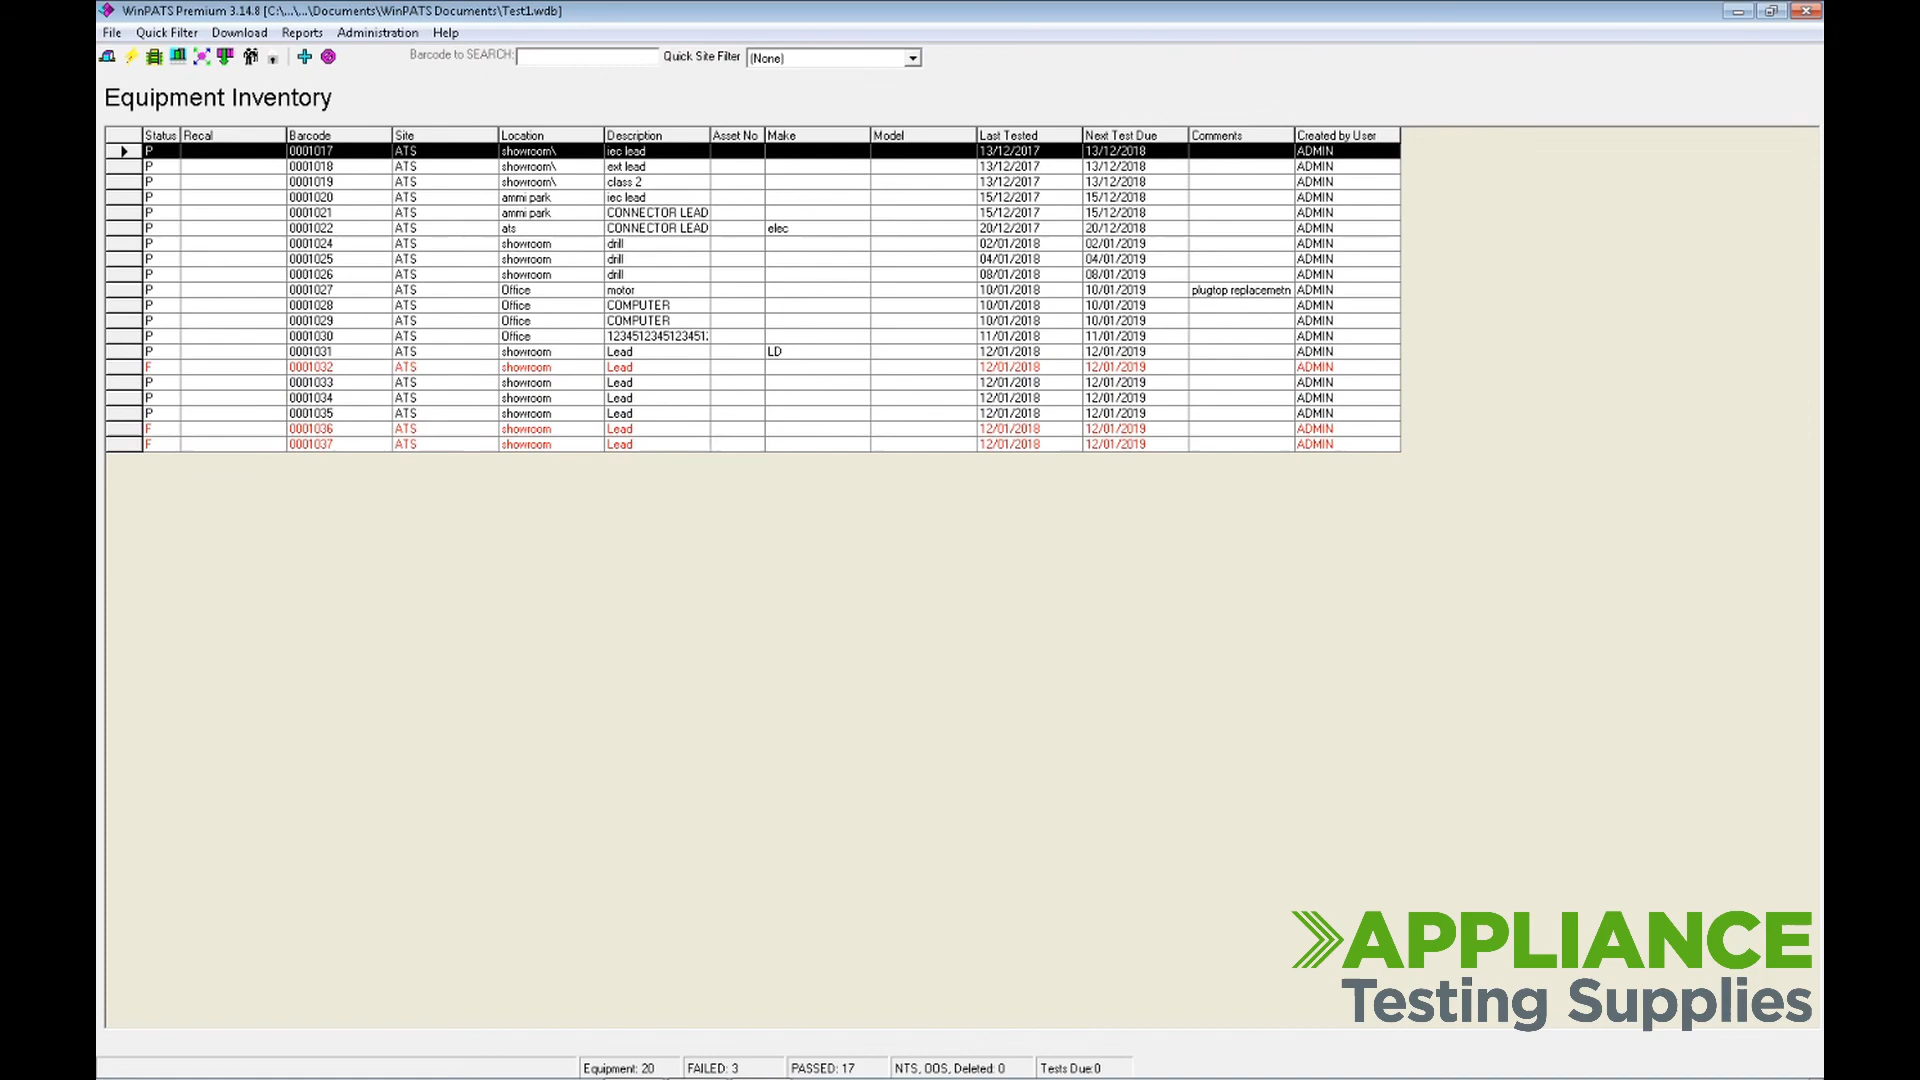 WinPATS Premium 3.14.8 [C:\...\...\Documents\WinPATS Documents\Test1.wdb]
File Quick Filter Download Reports Administration Help
Barcode to SEARCH: Quick Site Filter (None)
Equipment Inventory
Status Recal Barcode Site Location Description Asset No Make Model Last Tested Next Test Due Comments Created by User
P 0001017 ATS showroom\ iec lead 13/12/2017 13/12/2018 ADMIN
P 0001018 ATS showroom\ ext lead 13/12/2017 13/12/2018 ADMIN
P 0001019 ATS showroom\ class 2 13/12/2017 13/12/2018 ADMIN
P 0001020 ATS ammi park iec lead 15/12/2017 15/12/2018 ADMIN
P 0001021 ATS ammi park CONNECTOR LEAD 15/12/2017 15/12/2018 ADMIN
P 0001022 ATS ats CONNECTOR LEAD elec 20/12/2017 20/12/2018 ADMIN
P 0001024 ATS showroom drill 02/01/2018 02/01/2019 ADMIN
P 0001025 ATS showroom drill 04/01/2018 04/01/2019 ADMIN
P 0001026 ATS showroom drill 08/01/2018 08/01/2019 ADMIN
P 0001027 ATS Office motor 10/01/2018 10/01/2019 plugtop replacemetn ADMIN
P 0001028 ATS Office COMPUTER 10/01/2018 10/01/2019 ADMIN
P 0001029 ATS Office COMPUTER 10/01/2018 10/01/2019 ADMIN
P 0001030 ATS Office 1234512345123451: 11/01/2018 11/01/2019 ADMIN
P 0001031 ATS showroom Lead LD 12/01/2018 12/01/2019 ADMIN
F 0001032 ATS showroom Lead 12/01/2018 12/01/2019 ADMIN
P 0001033 ATS showroom Lead 12/01/2018 12/01/2019 ADMIN
P 0001034 ATS showroom Lead 12/01/2018 12/01/2019 ADMIN
P 0001035 ATS showroom Lead 12/01/2018 12/01/2019 ADMIN
F 0001036 ATS showroom Lead 12/01/2018 12/01/2019 ADMIN
F 0001037 ATS showroom Lead 12/01/2018 12/01/2019 ADMIN
APPLIANCE
Testing Supplies
Equipment: 20 FAILED: 3 PASSED: 17 NTS, OOS, Deleted: 0 Tests Due:0